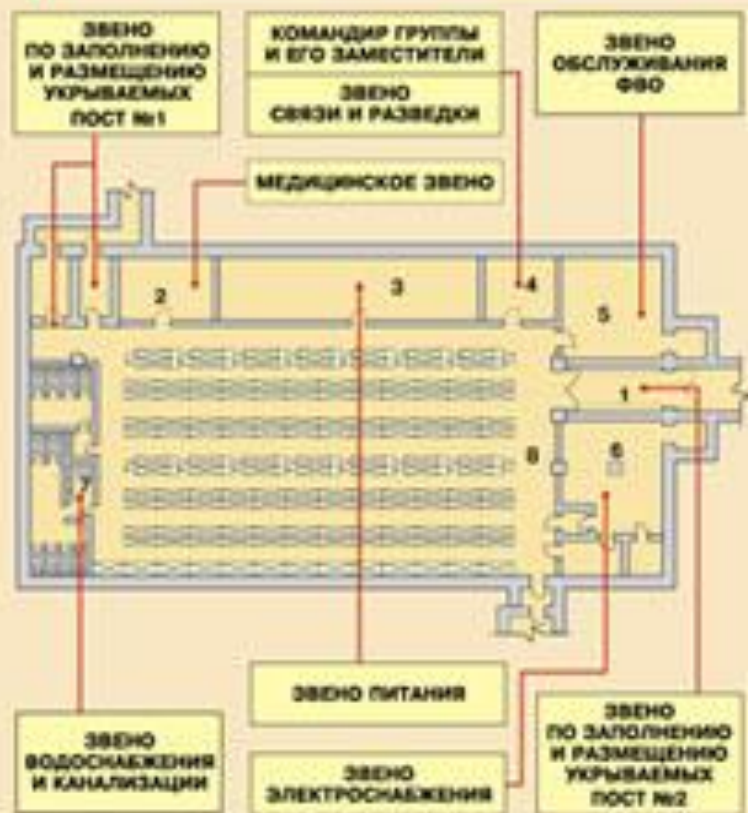 ЗВЕНО
ПО ЗАПОЛНЕНИЮ
И РАЗМЕЩЕНИЮ
УКРЫВАЕМЫХ
ПОСТ №1
КОМАНДИР ГРУППЫ
И ЕГО ЗАМЕСТИТЕЛИ
ЗВЕНО
СВЯЗИ И РАЗВЕДКИ
ЗВЕНО
ОБСЛУЖИВАНИЯ
ФВО
МЕДИЦИНСКОЕ ЗВЕНО
2
3
4
5
1
8
6
7
ЗВЕНО ПИТАНИЯ
ЗВЕНО
ВОДОСНАБЖЕНИЯ
И КАНАЛИЗАЦИИ
ЗВЕНО
ЭЛЕКТРОСНАБЖЕНИЯ
ЗВЕНО
ПО ЗАПОЛНЕНИЮ
И РАЗМЕЩЕНИЮ
УКРЫВАЕМЫХ
ПОСТ №2